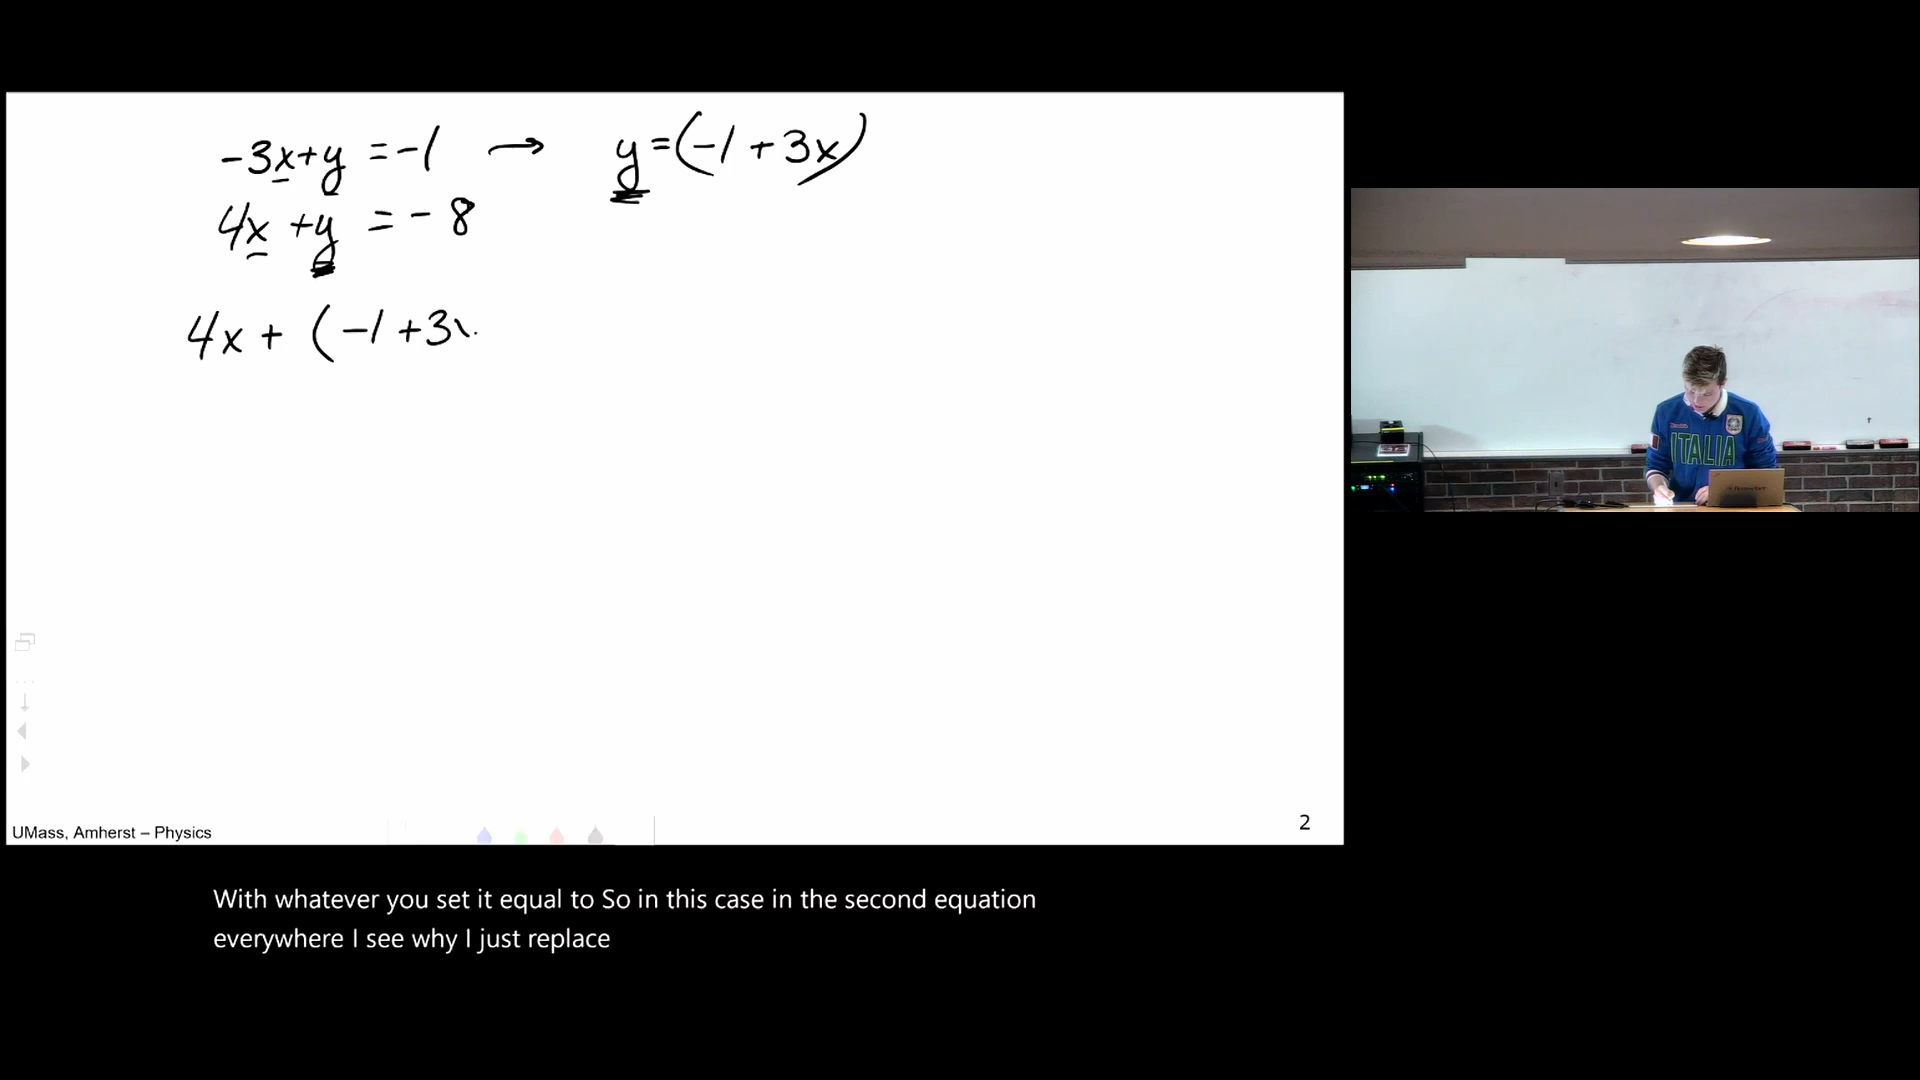 -3x+y = -1 → y=(-1 + 3x)
4x +y = - 8
4x + ( -1 +3
ITALIA
UMass, Amherst – Physics
2
With whatever you set it equal to So in this case in the second equation
everywhere I see why I just replace